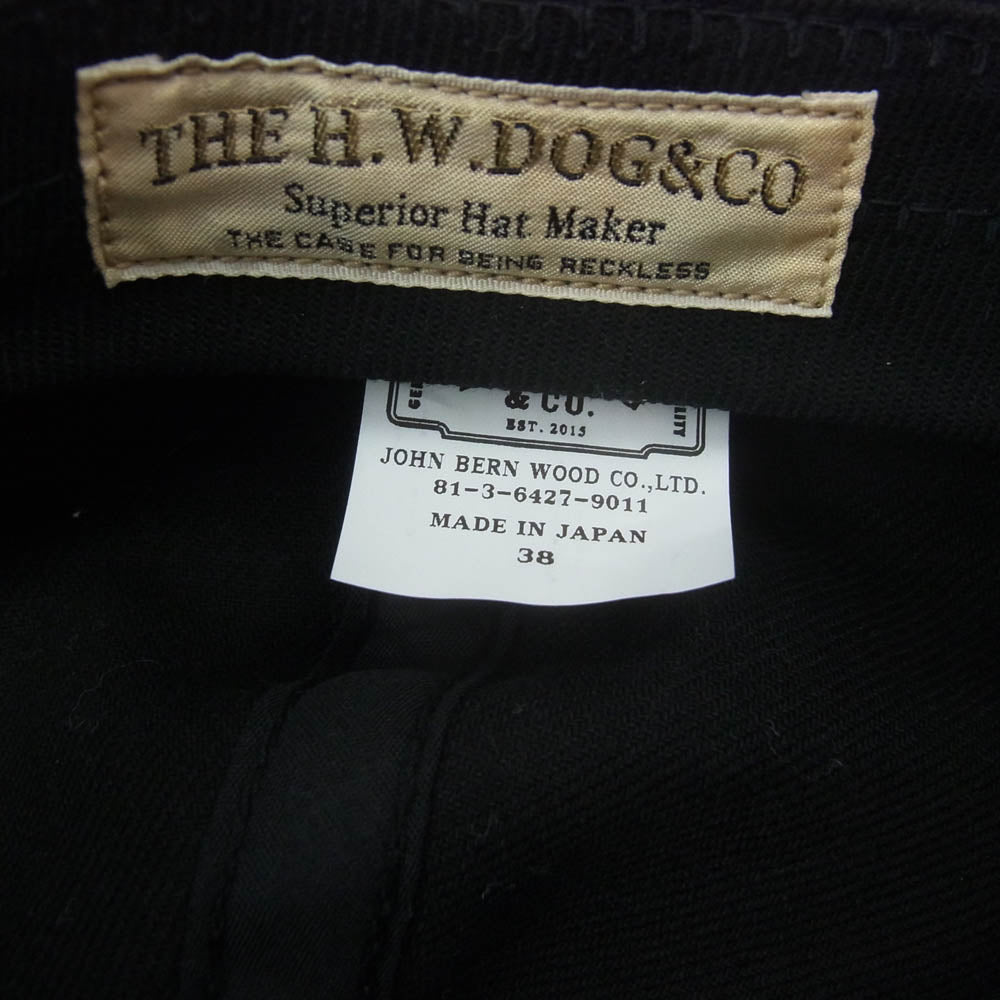 THE H.W.DOG&CO
Superior Hat Maker
THE CASE FOR BEING RECKLESS
& CO.
EST. 2015
JOHN BERN WOOD CO.,LTD.
81-3-6427-9011
MADE IN JAPAN
38